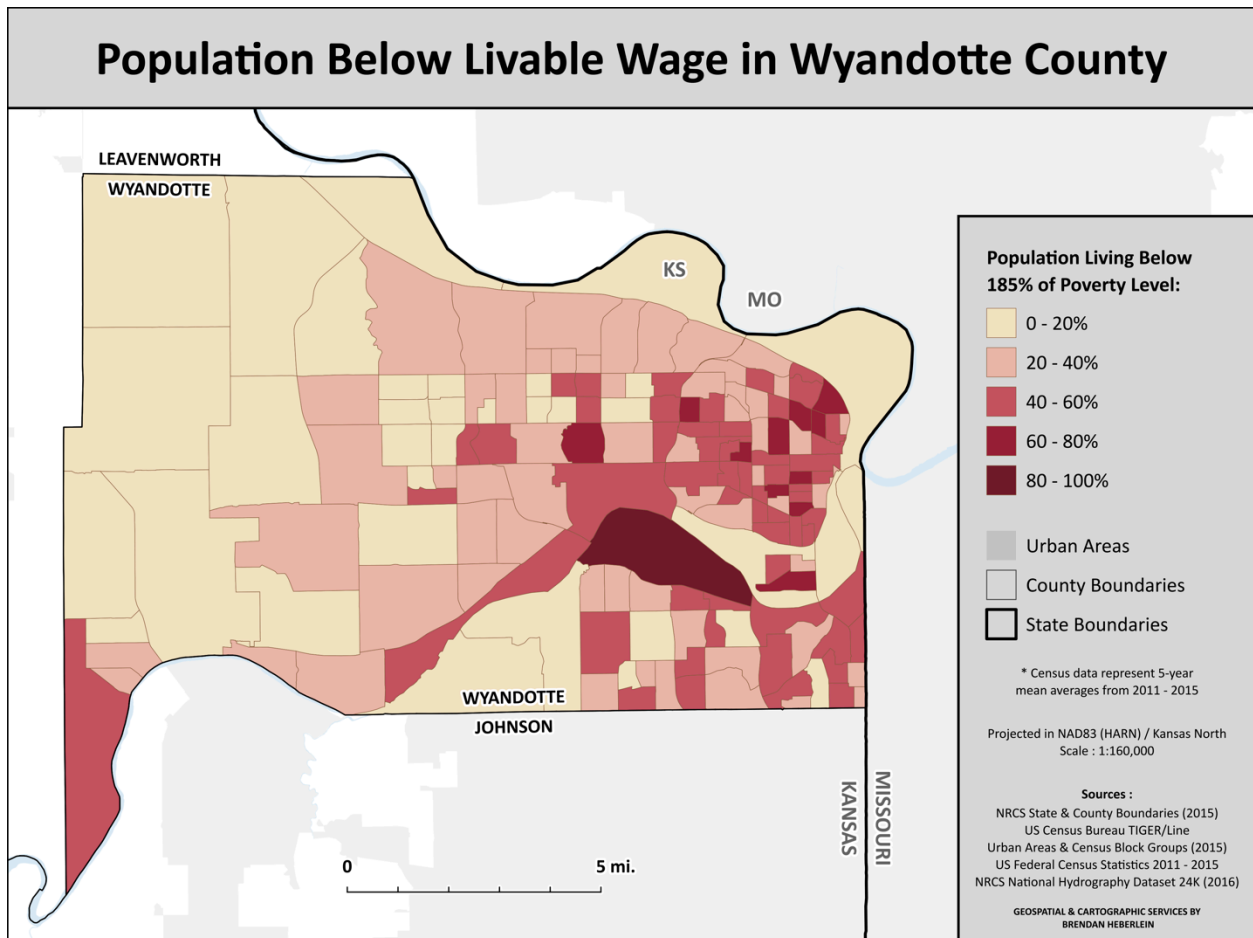 Population Below Livable Wage in Wyandotte County
LEAVENWORTH
WYANDOTTE
KS
MO
WYANDOTTE
JOHNSON
KANSAS
MISSOURI
0
5 mi.
Population Living Below
185% of Poverty Level:
0 - 20%
20 - 40%
40 - 60%
60 - 80%
80 - 100%
Urban Areas
County Boundaries
State Boundaries
* Census data represent 5-year
mean averages from 2011 - 2015
Projected in NAD83 (HARN) / Kansas North
Scale : 1:160,000
Sources :
NRCS State & County Boundaries (2015)
US Census Bureau TIGER/Line
Urban Areas & Census Block Groups (2015)
US Federal Census Statistics 2011 - 2015
NRCS National Hydrography Dataset 24K (2016)
GEOSPATIAL & CARTOGRAPHIC SERVICES BY
BRENDAN HEBERLEIN